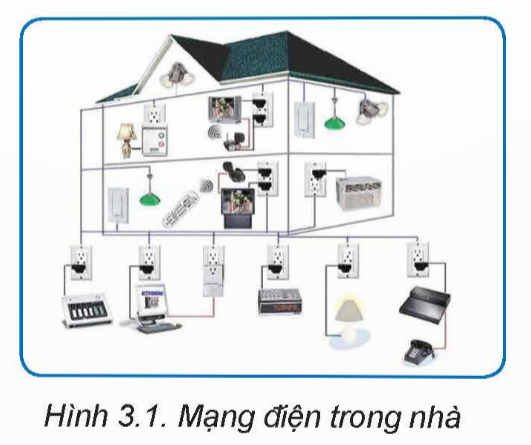 Hình 3.1. Mạng điện trong nhà